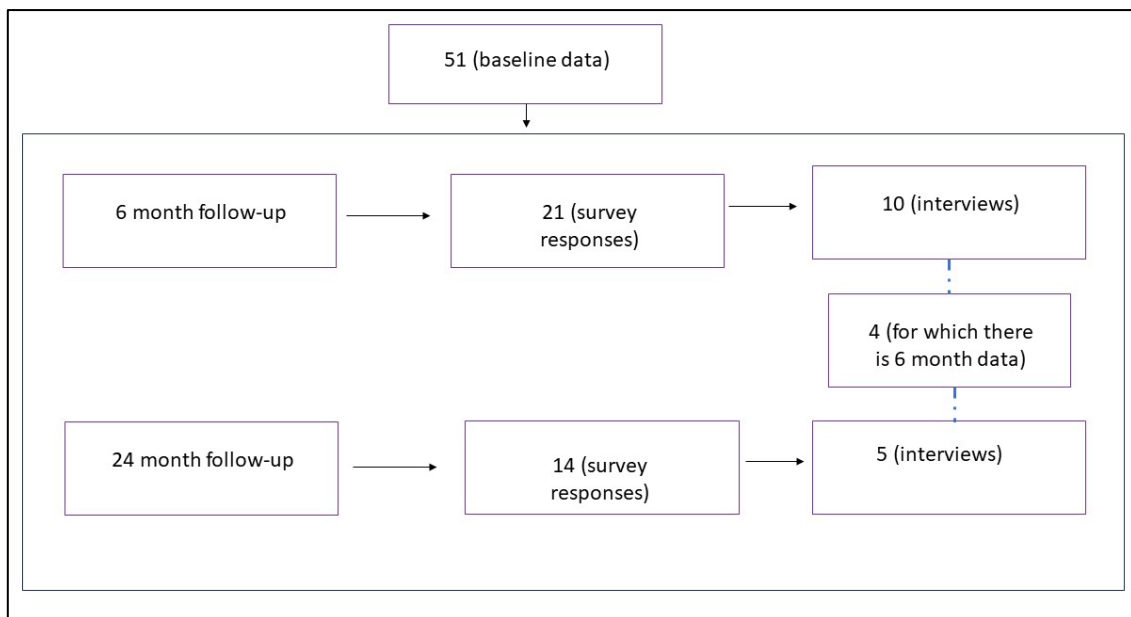 51 (baseline data)
6 month follow-up
21 (survey
responses)
10 (interviews)
4 (for which there
is 6 month data)
24 month follow-up
14 (survey
responses)
5 (interviews)